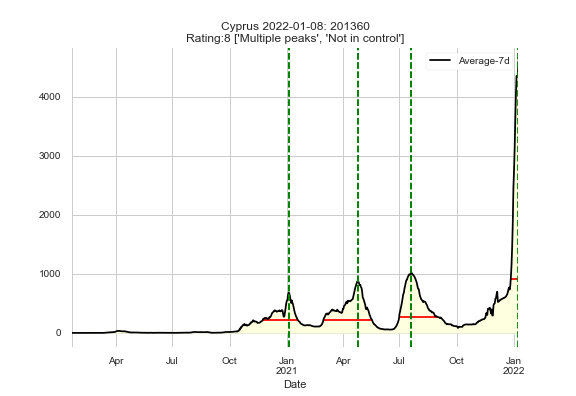 Cyprus 2022-01-08: 201360
Rating:8 ['Multiple peaks', 'Not in control']
Average-7d
4000
3000
2000
1000
0
Apr Jul Oct Jan Apr Jul Oct Jan
2021 2022
Date